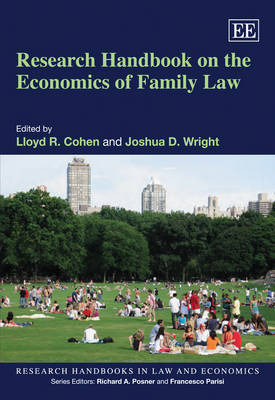 EE
Research Handbook on the
Economics of Family Law
Edited by
Lloyd R. Cohen and Joshua D. Wright
RESEARCH HANDBOOKS IN LAW AND ECONOMICS
Series Editors: Richard A. Posner and Francesco Parisi